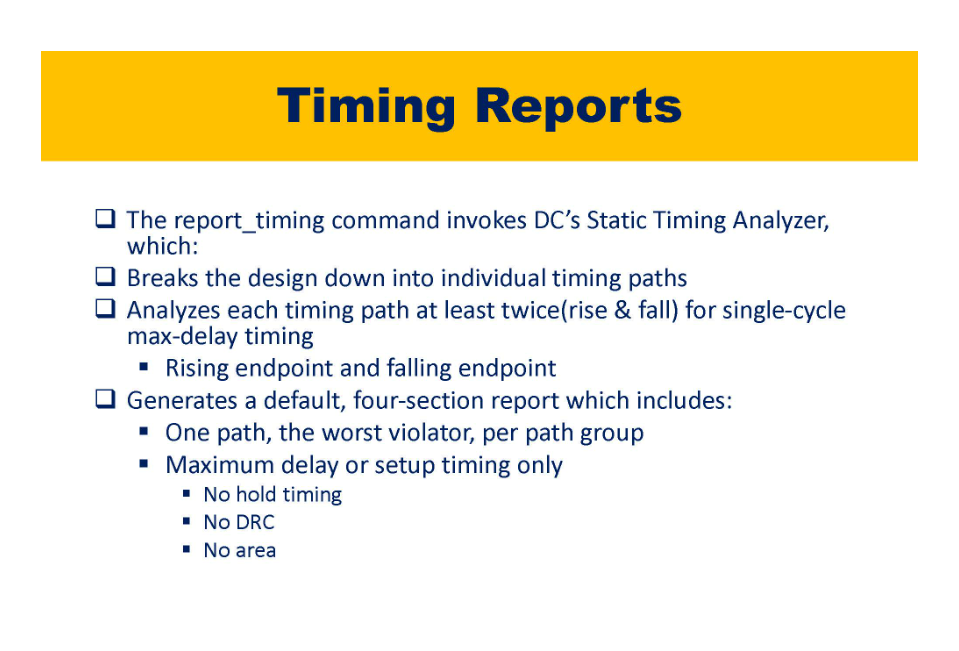 Timing Reports
❑ The report_timing command invokes DC’s Static Timing Analyzer,
which:
❑ Breaks the design down into individual timing paths
❑ Analyzes each timing path at least twice(rise & fall) for single-cycle
max-delay timing
▪ Rising endpoint and falling endpoint
❑ Generates a default, four-section report which includes:
▪ One path, the worst violator, per path group
▪ Maximum delay or setup timing only
▪ No hold timing
▪ No DRC
▪ No area